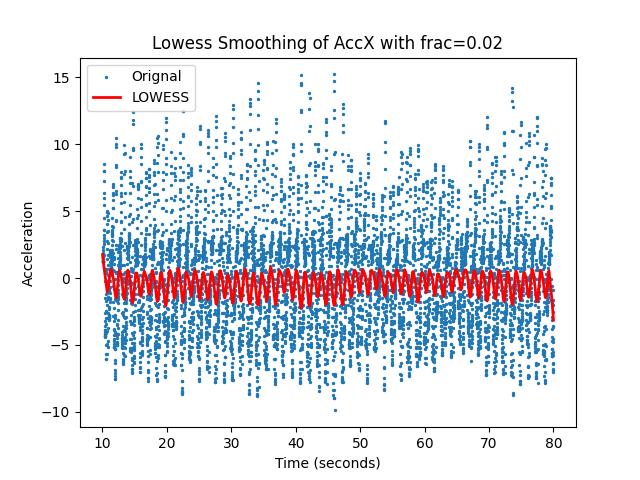 Lowess Smoothing of AccX with frac=0.02
Orignal
LOWESS
15
10
5
0
−5
−10
Acceleration
10 20 30 40 50 60 70 80
Time (seconds)